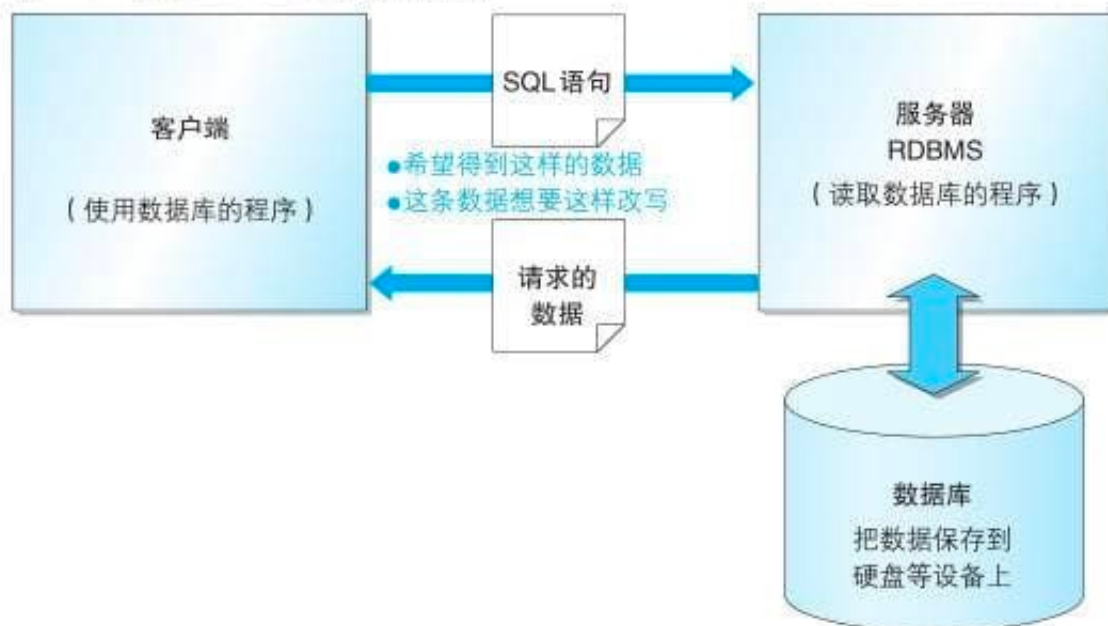 客户端
(使用数据库的程序)
SQL语句
●希望得到这样的数据
●这条数据想要这样改写
请求的
数据
服务器
RDBMS
(读取数据库的程序)
数据库
把数据保存到
硬盘等设备上